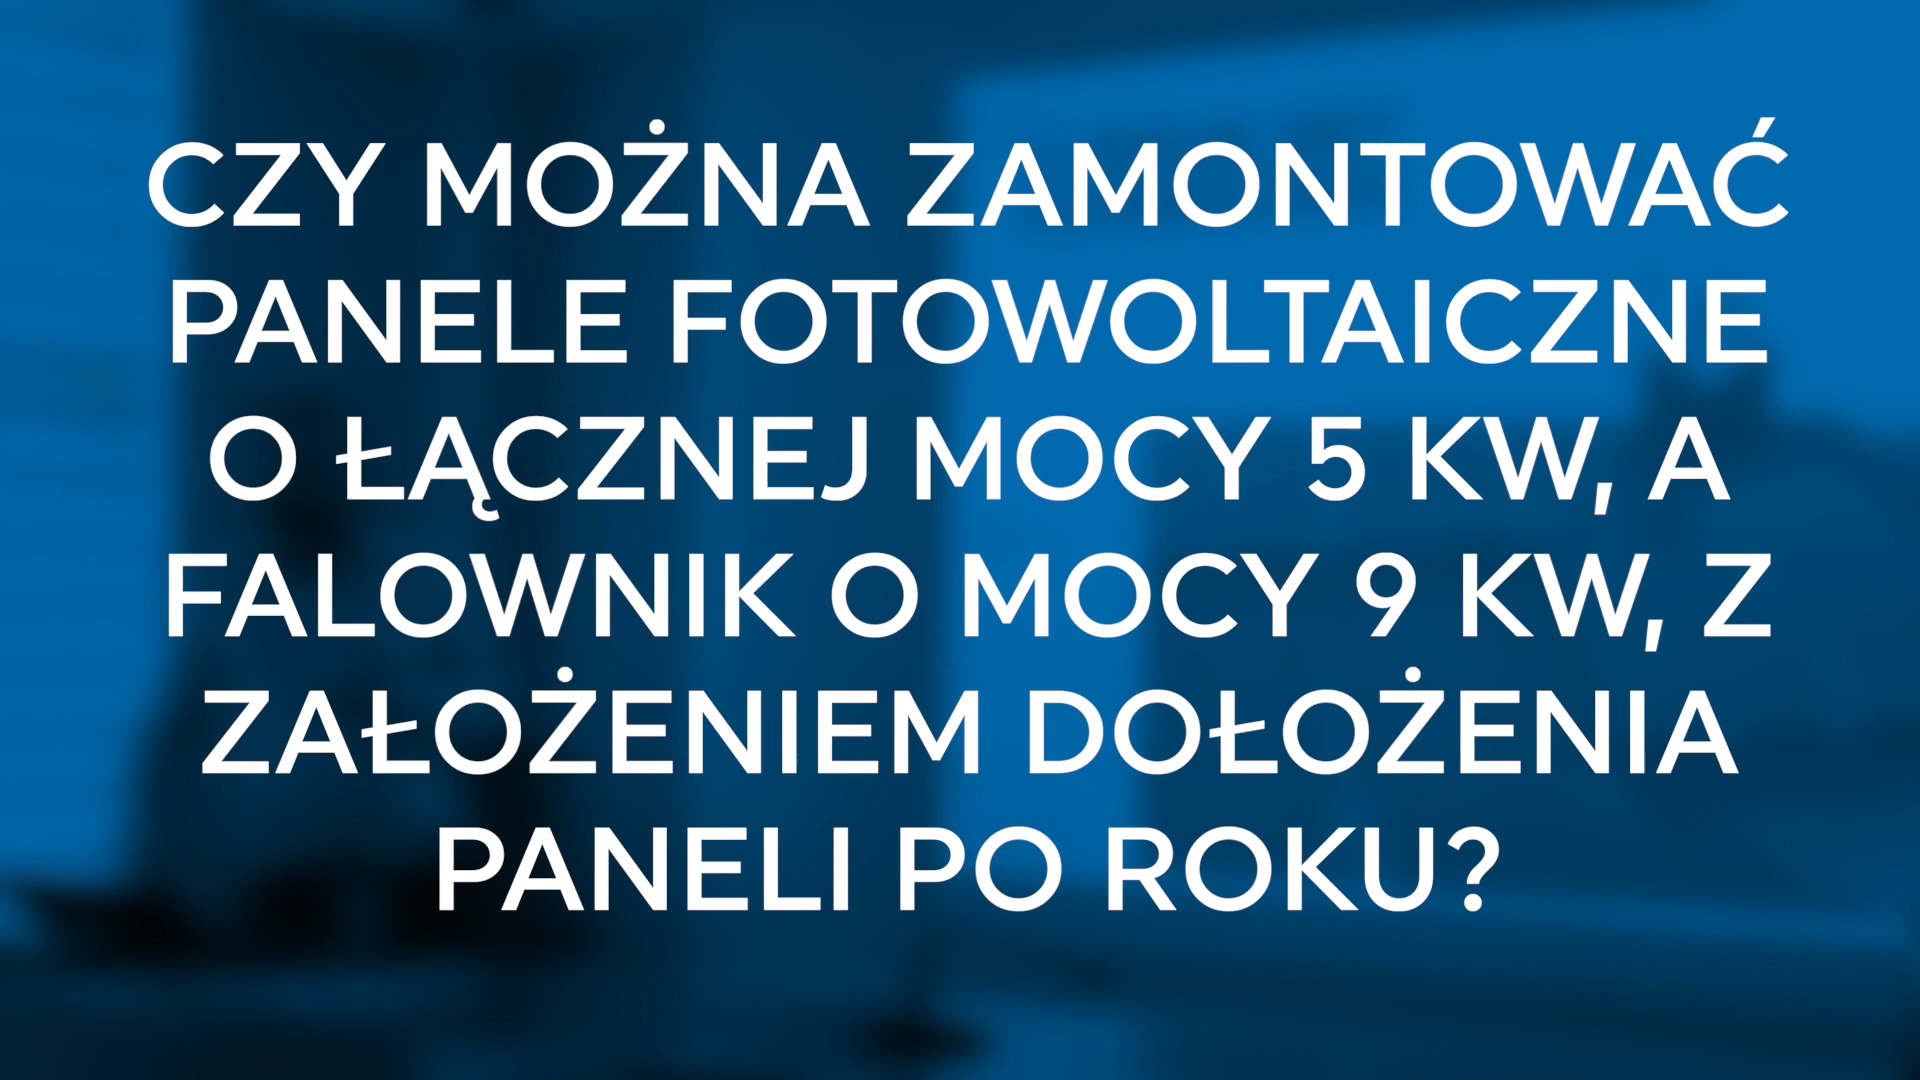 CZY MOŻNA ZAMONTOWAĆ
PANELE FOTOWOLTAICZNE
O ŁĄCZNEJ MOCY 5 KW, A
FALOWNIK O MOCY 9 KW, Z
ZAŁOŻENIEM DOŁOŻENIA
PANELI PO ROKU?